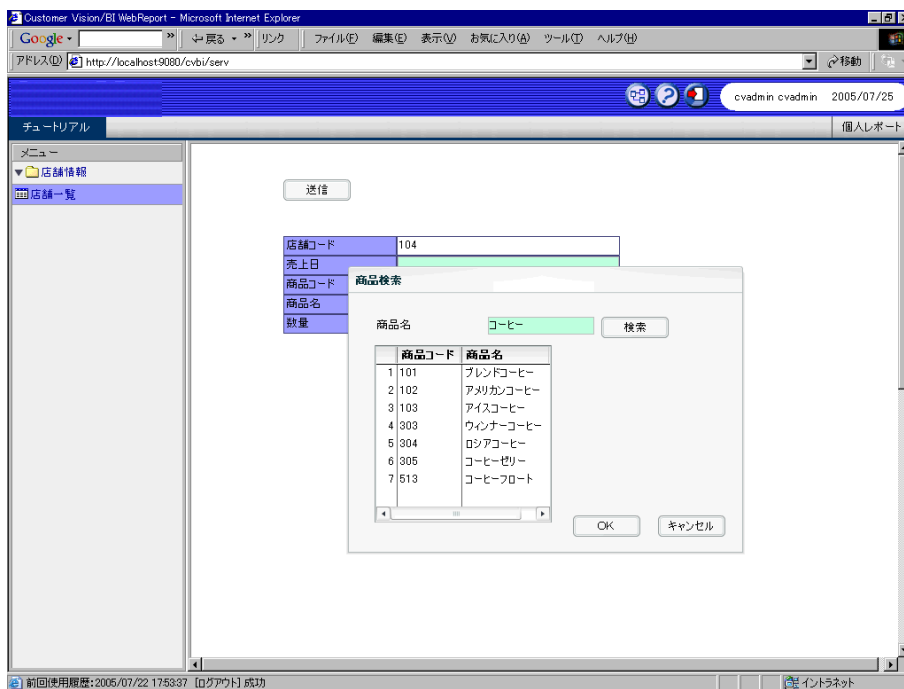 Customer Vision/BI WebReport - Microsoft Internet Explorer
Google
» 戻る » リンク ファイル(F) 編集(E) 表示(V) お気に入り(A) ツール(T) ヘルプ(H)
アドレス(D) http://localhost:9080/cvbi/serv 移動
cvadmin cvadmin 2005/07/25
チュートリアル 個人レポート
メニュー
店舗情報
店舗一覧
送信
店舗コード 104
売上日
商品コード
商品名
数量
商品検索
商品名 コーヒー 検索
商品コード 商品名
1 101 ブレンドコーヒー
2 102 アメリカンコーヒー
3 103 アイスコーヒー
4 303 ウィンナーコーヒー
5 304 ロシアコーヒー
6 305 コーヒーゼリー
7 513 コーヒーフロート
OK キャンセル
前回使用履歴:2005/07/22 17:53:37 [ログアウト] 成功 イントラネット